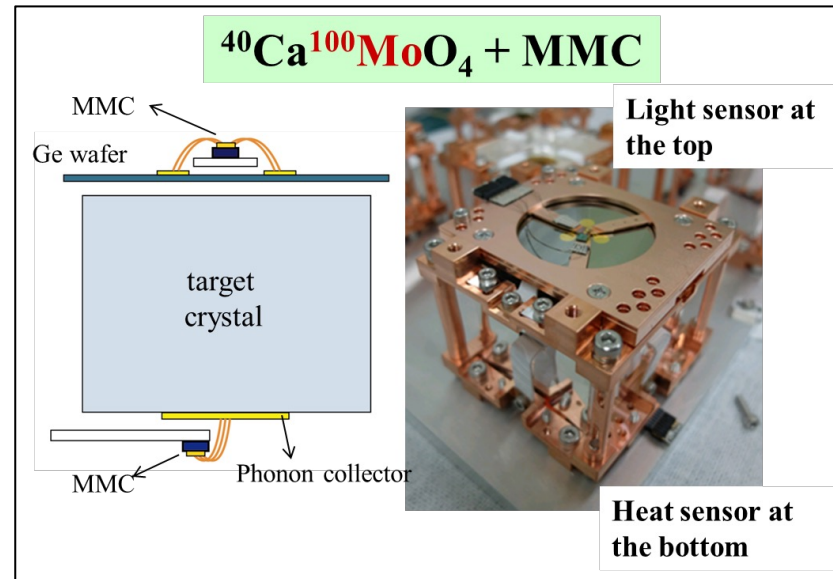 ⁴⁰Ca¹⁰⁰MoO₄ + MMC
MMC
Ge wafer
target
crystal
MMC
Phonon collector
Light sensor at
the top
Heat sensor at
the bottom